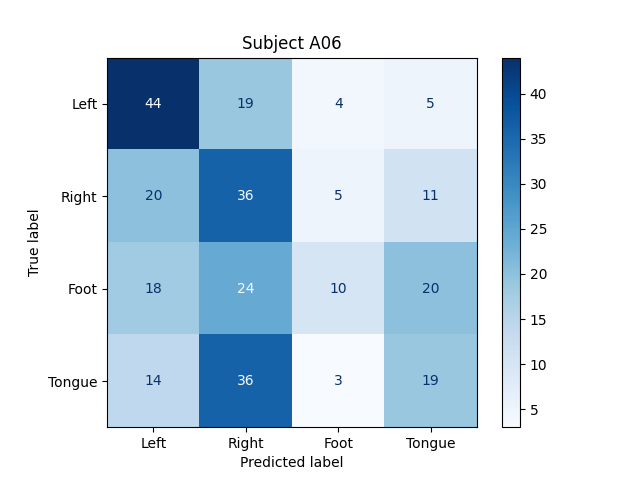 Subject A06
True label
Left 44 19 4 5
Right 20 36 5 11
Foot 18 24 10 20
Tongue 14 36 3 19
Left Right Foot Tongue
Predicted label
40
35
30
25
20
15
10
5